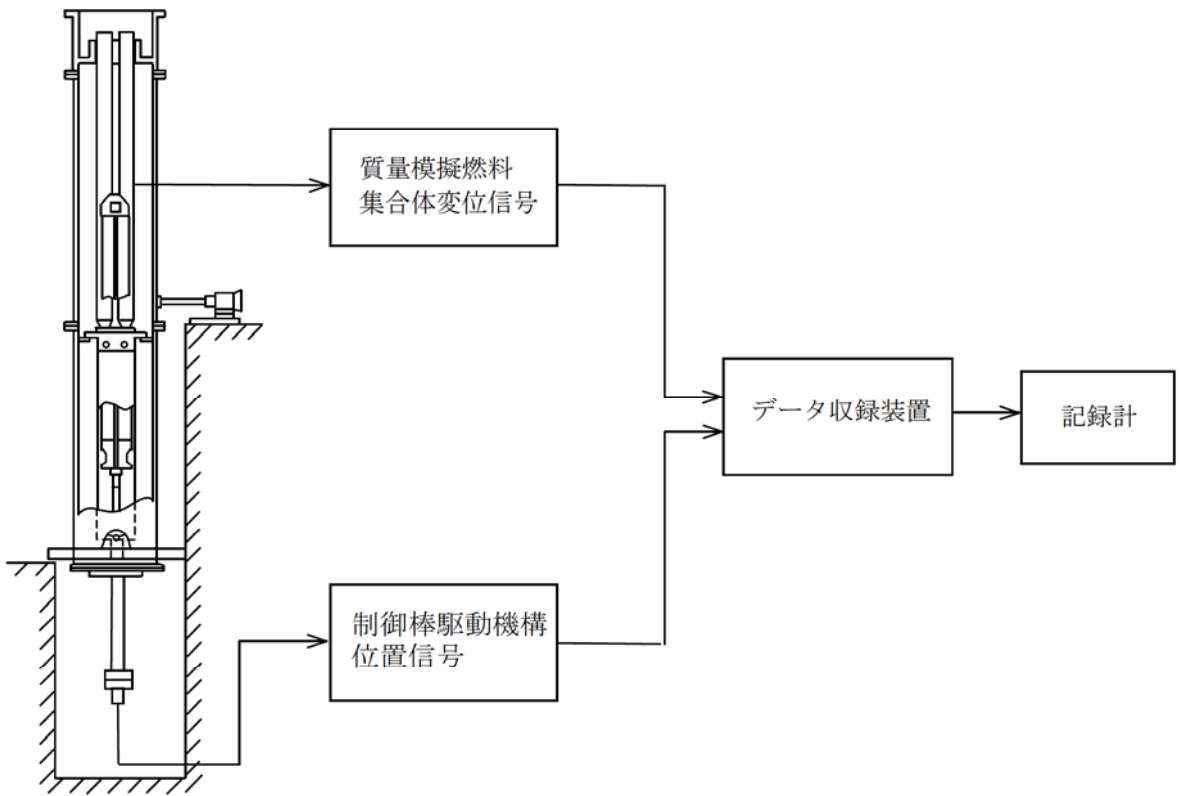 質量模擬燃料
集合体変位信号
データ収録装置
記録計
制御棒駆動機構
位置信号